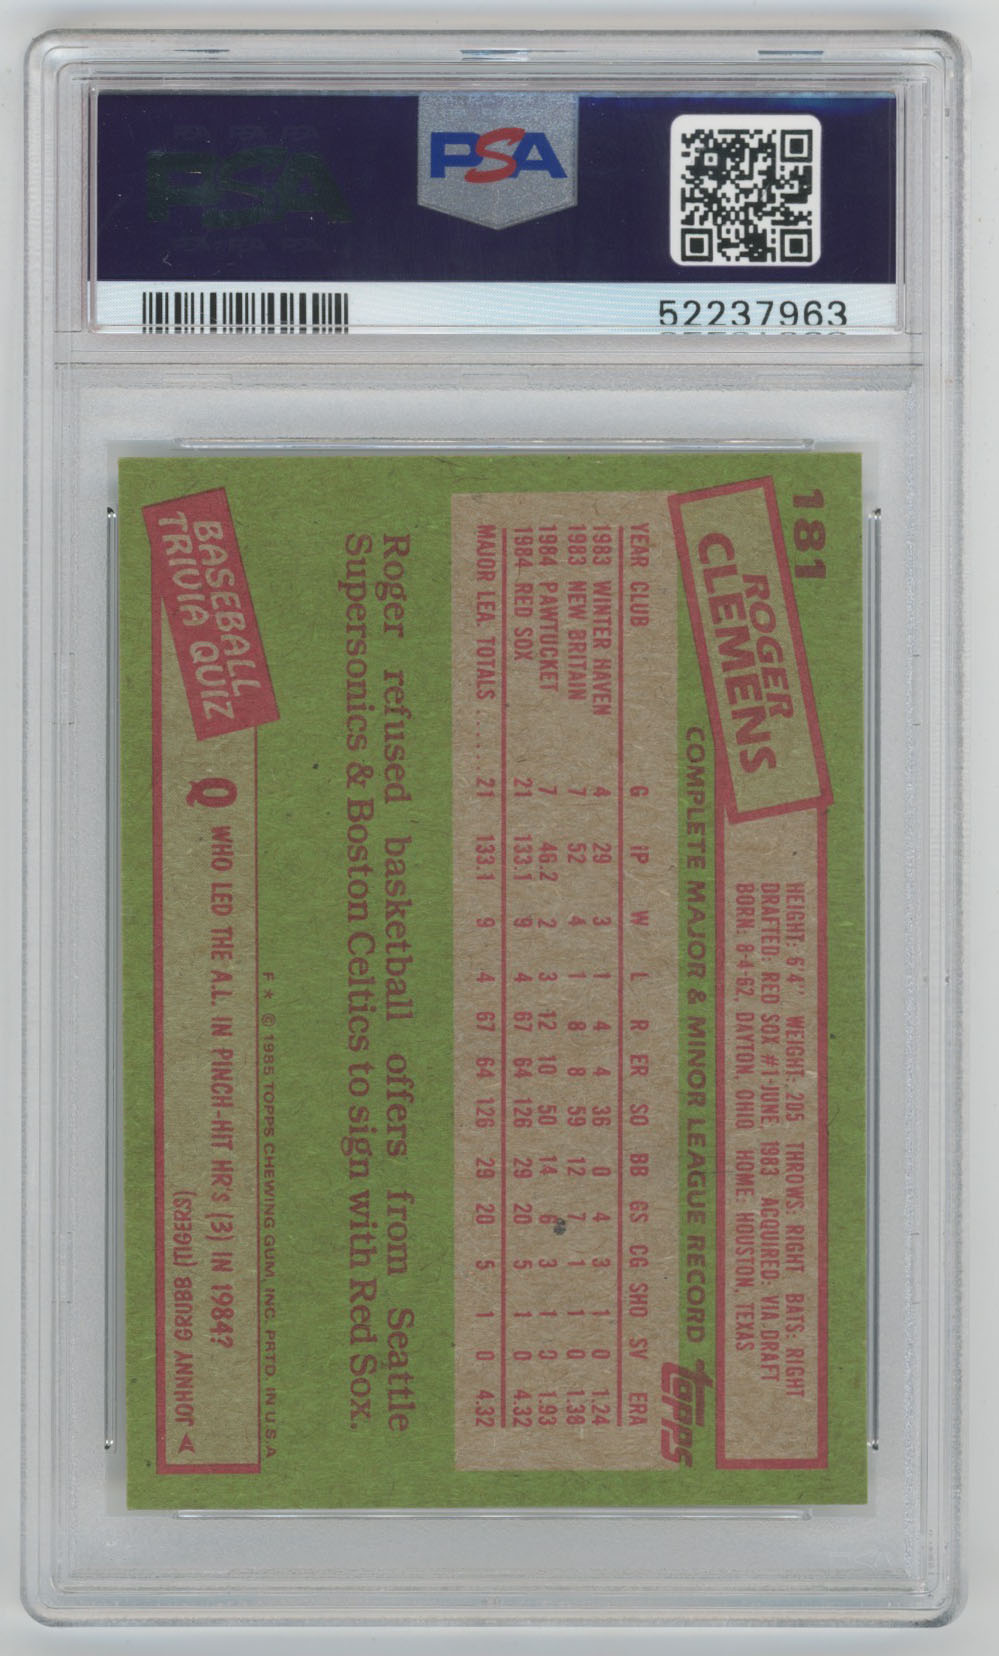 PSA
PSA
52237963
181
ROGER
CLEMENS
HEIGHT: 6'4" WEIGHT: 205 THROWS: RIGHT BATS: RIGHT
DRAFTED: RED SOX #1-JUNE, 1983 ACQUIRED: VIA DRAFT
BORN: 8-4-62, DAYTON, OHIO HOME: HOUSTON, TEXAS
COMPLETE MAJOR & MINOR LEAGUE RECORD
Topps
YEAR CLUB G IP W L R ER SO BB GS CG SHO SV ERA
1983 WINTER HAVEN 4 29 3 1 4 4 36 0 4 3 1 0 1.24
1983 NEW BRITAIN 7 52 4 1 8 8 59 12 7 1 1 0 1.38
1984 PAWTUCKET 7 46.2 2 3 12 10 50 14 6 3 1 0 1.93
1984 RED SOX 21 133.1 9 4 67 64 126 29 20 5 1 0 4.32
MAJOR LEA. TOTALS...... 21 133.1 9 4 67 64 126 29 20 5 1 0 4.32
Roger refused basketball offers from Seattle
Supersonics & Boston Celtics to sign with Red Sox.
F * © 1985 TOPPS CHEWING GUM, INC. PRTD. IN U.S.A
BASEBALL
TRIVIA QUIZ
Q WHO LED THE A.L. IN PINCH-HIT HR's (3) IN 1984?
JOHNNY GRUBB (TIGERS)